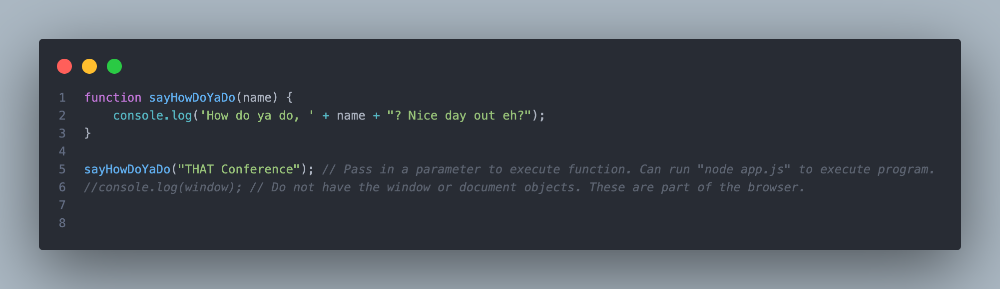 1 function sayHowDoYaDo(name) {
2     console.log('How do ya do, ' + name + "? Nice day out eh?");
3 }
4
5 sayHowDoYaDo("THAT Conference"); // Pass in a parameter to execute function. Can run "node app.js" to execute program.
6 //console.log(window); // Do not have the window or document objects. These are part of the browser.
7
8